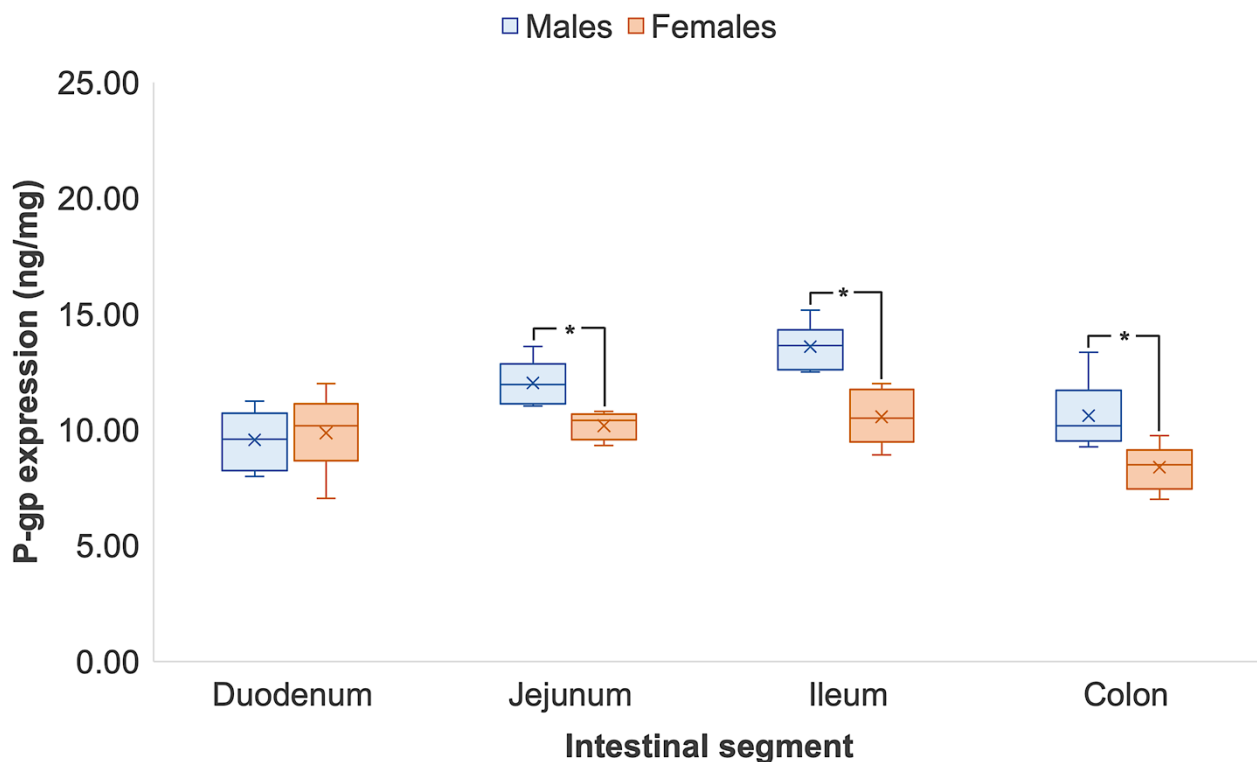 Males Females
25.00
20.00
15.00
10.00
5.00
0.00
P-gp expression (ng/mg)
*
*
*
Duodenum Jejunum Ileum Colon
Intestinal segment